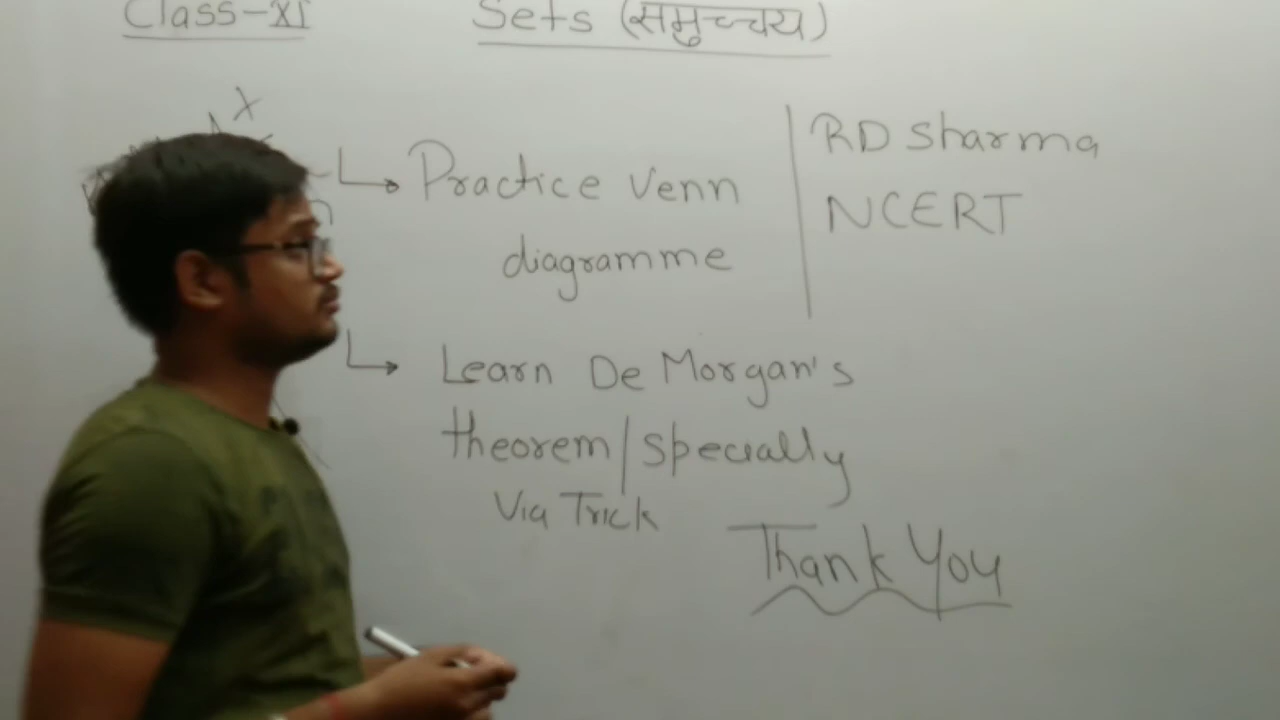 Class-XI
Sets (समुच्चय)
Practice Venn
diagramme
RD Sharma
NCERT
Learn De Morgan's
theorem/specially
Via Trick
Thank You